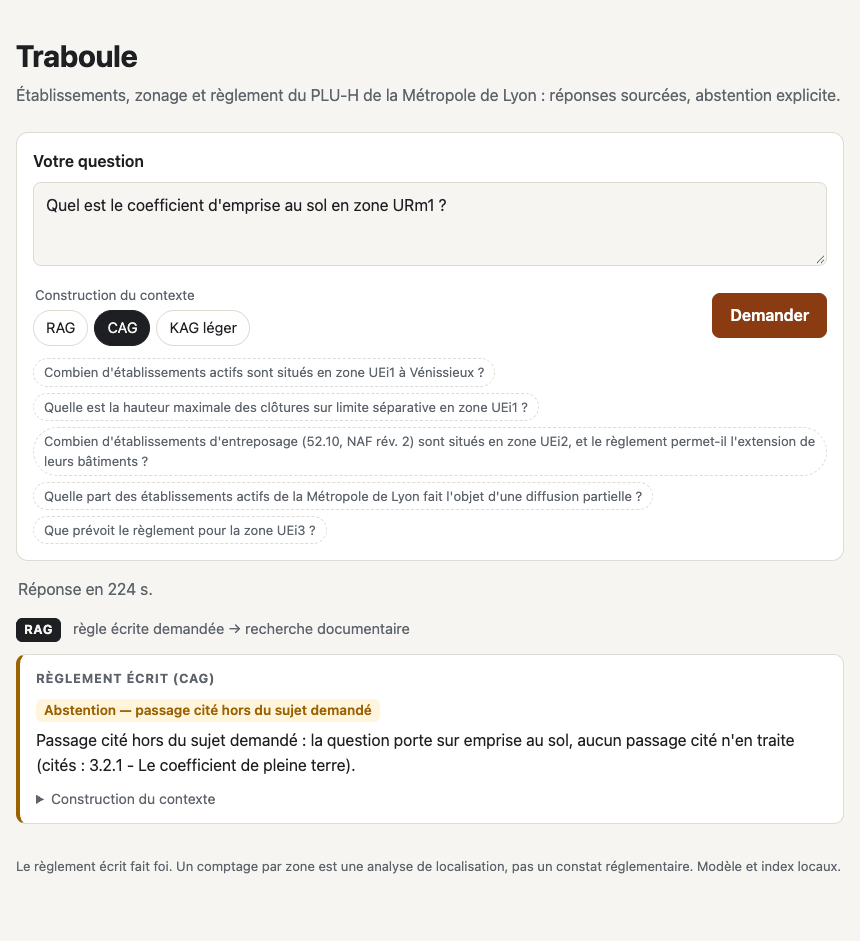 Traboule
Établissements, zonage et règlement du PLU-H de la Métropole de Lyon : réponses sourcées, abstention explicite.
Votre question
Quel est le coefficient d'emprise au sol en zone URm1 ?
Construction du contexte
RAG CAG KAG léger
Demander
Combien d'établissements actifs sont situés en zone UEi1 à Vénissieux ?
Quelle est la hauteur maximale des clôtures sur limite séparative en zone UEi1 ?
Combien d'établissements d'entreposage (52.10, NAF rév. 2) sont situés en zone UEi2, et le règlement permet-il l'extension de
leurs bâtiments ?
Quelle part des établissements actifs de la Métropole de Lyon fait l'objet d'une diffusion partielle ?
Que prévoit le règlement pour la zone UEi3 ?
Réponse en 224 s.
RAG règle écrite demandée → recherche documentaire
RÈGLEMENT ÉCRIT (CAG)
Abstention — passage cité hors du sujet demandé
Passage cité hors du sujet demandé : la question porte sur emprise au sol, aucun passage cité n'en traite
(cités : 3.2.1 - Le coefficient de pleine terre).
▶ Construction du contexte
Le règlement écrit fait foi. Un comptage par zone est une analyse de localisation, pas un constat réglementaire. Modèle et index locaux.